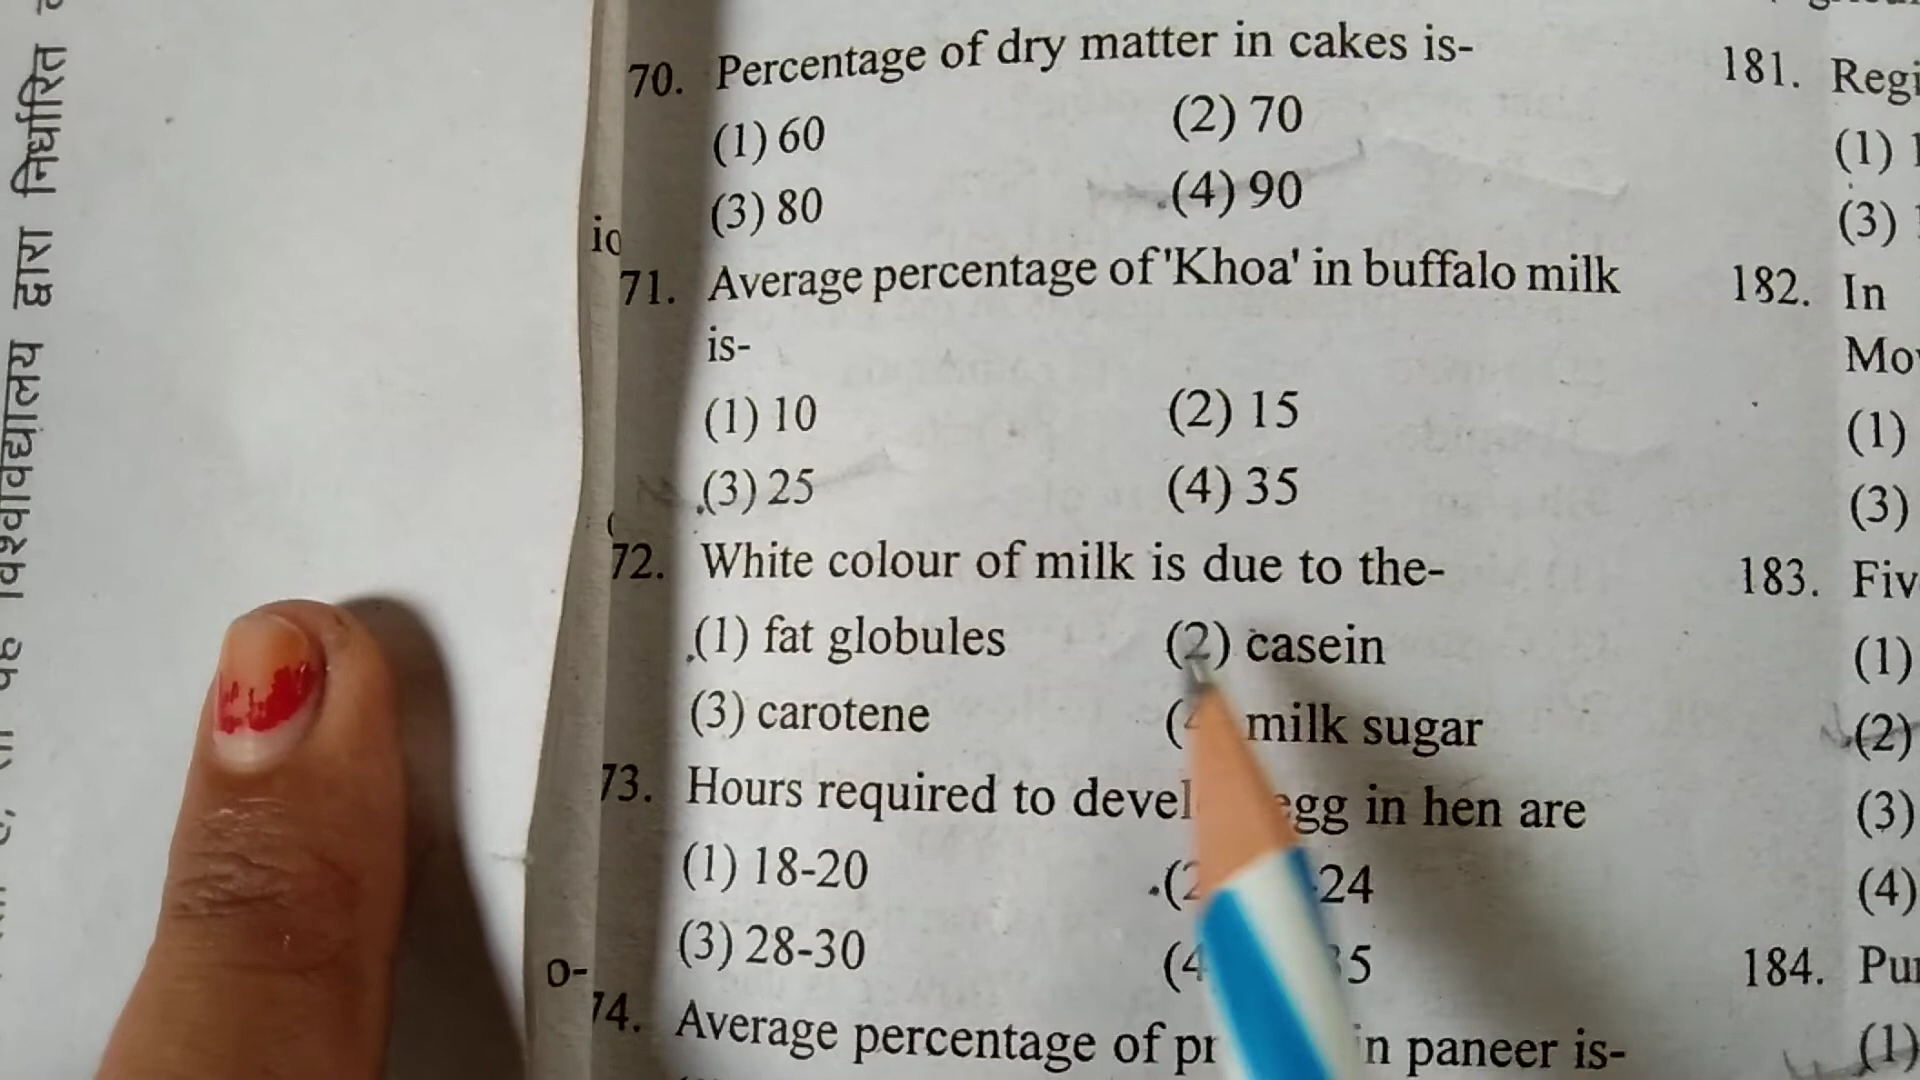 विश्वविद्यालय द्वारा निर्धारित
70. Percentage of dry matter in cakes is-
(1) 60 (2) 70
(3) 80 (4) 90
71. Average percentage of 'Khoa' in buffalo milk
is-
(1) 10 (2) 15
(3) 25 (4) 35
72. White colour of milk is due to the-
(1) fat globules (2) casein
(3) carotene milk sugar
73. Hours required to in hen are
(1) 18-20 24
(3) 28-30
74. Average percentage of paneer is-
181.
(1)
(3)
182. In
(1)
(3)
183.
(1)
(2)
(3)
(4)
184.
(1)